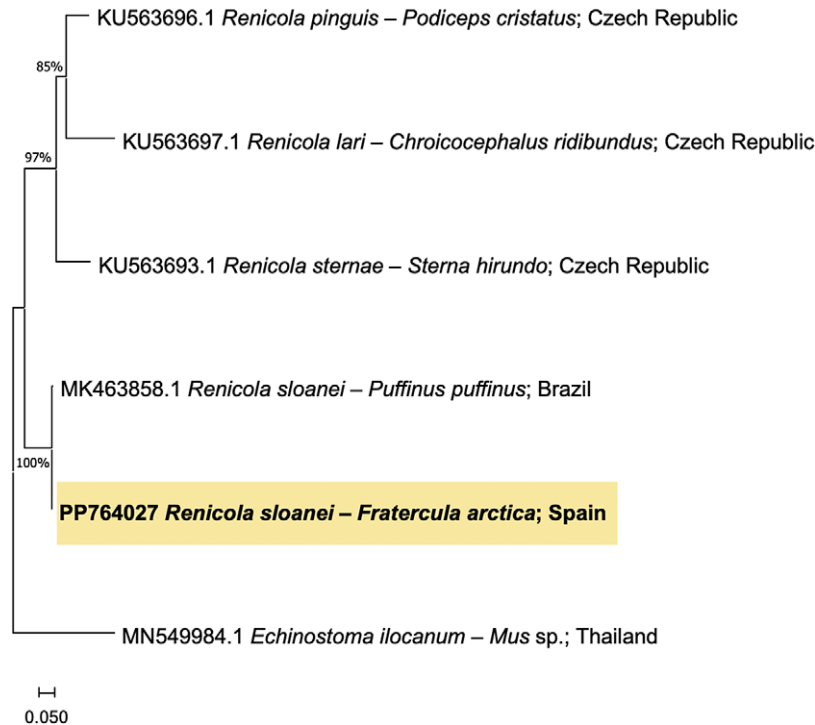 KU563696.1 Renicola pinguis – Podiceps cristatus; Czech Republic
85%
KU563697.1 Renicola lari – Chroicocephalus ridibundus; Czech Republic
97%
KU563693.1 Renicola sternae – Sterna hirundo; Czech Republic
MK463858.1 Renicola sloanei – Puffinus puffinus; Brazil
100%
PP764027 Renicola sloanei – Fratercula arctica; Spain
MN549984.1 Echinostoma ilocanum – Mus sp.; Thailand
0.050